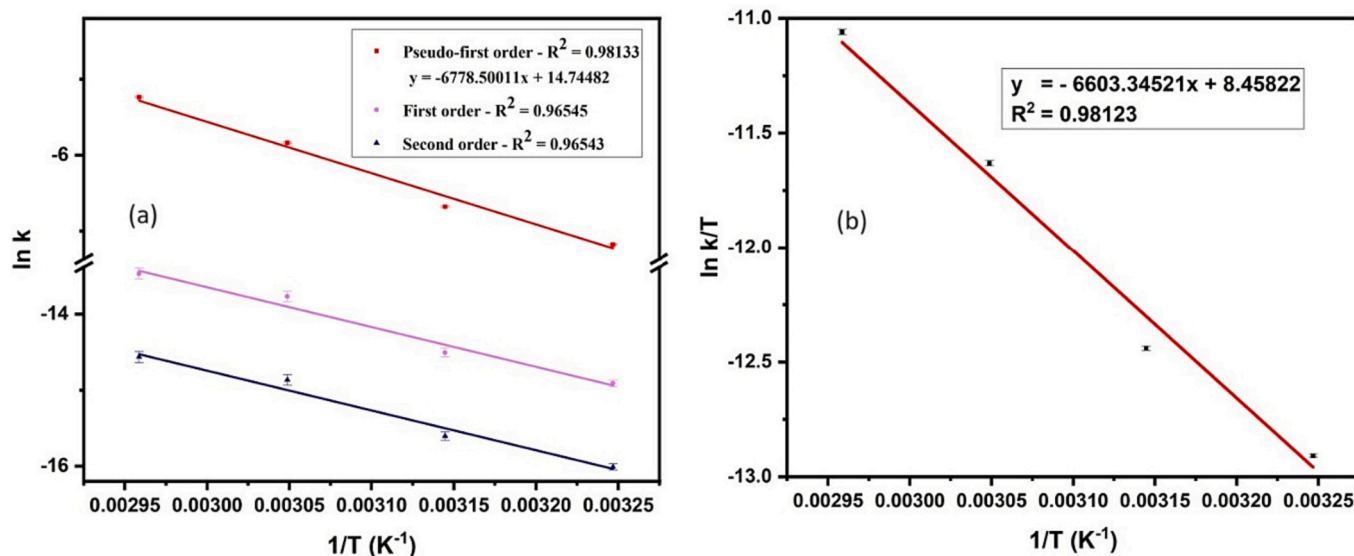 Pseudo-first order - R² = 0.98133
y = -6778.50011x + 14.74482
First order - R² = 0.96545
Second order - R² = 0.96543
(a)
ln k
-6
-14
-16
0.00295 0.00300 0.00305 0.00310 0.00315 0.00320 0.00325
1/T (K⁻¹)
y = - 6603.34521x + 8.45822
R² = 0.98123
(b)
ln k/T
-11.0
-11.5
-12.0
-12.5
-13.0
0.00295 0.00300 0.00305 0.00310 0.00315 0.00320 0.00325
1/T (K⁻¹)